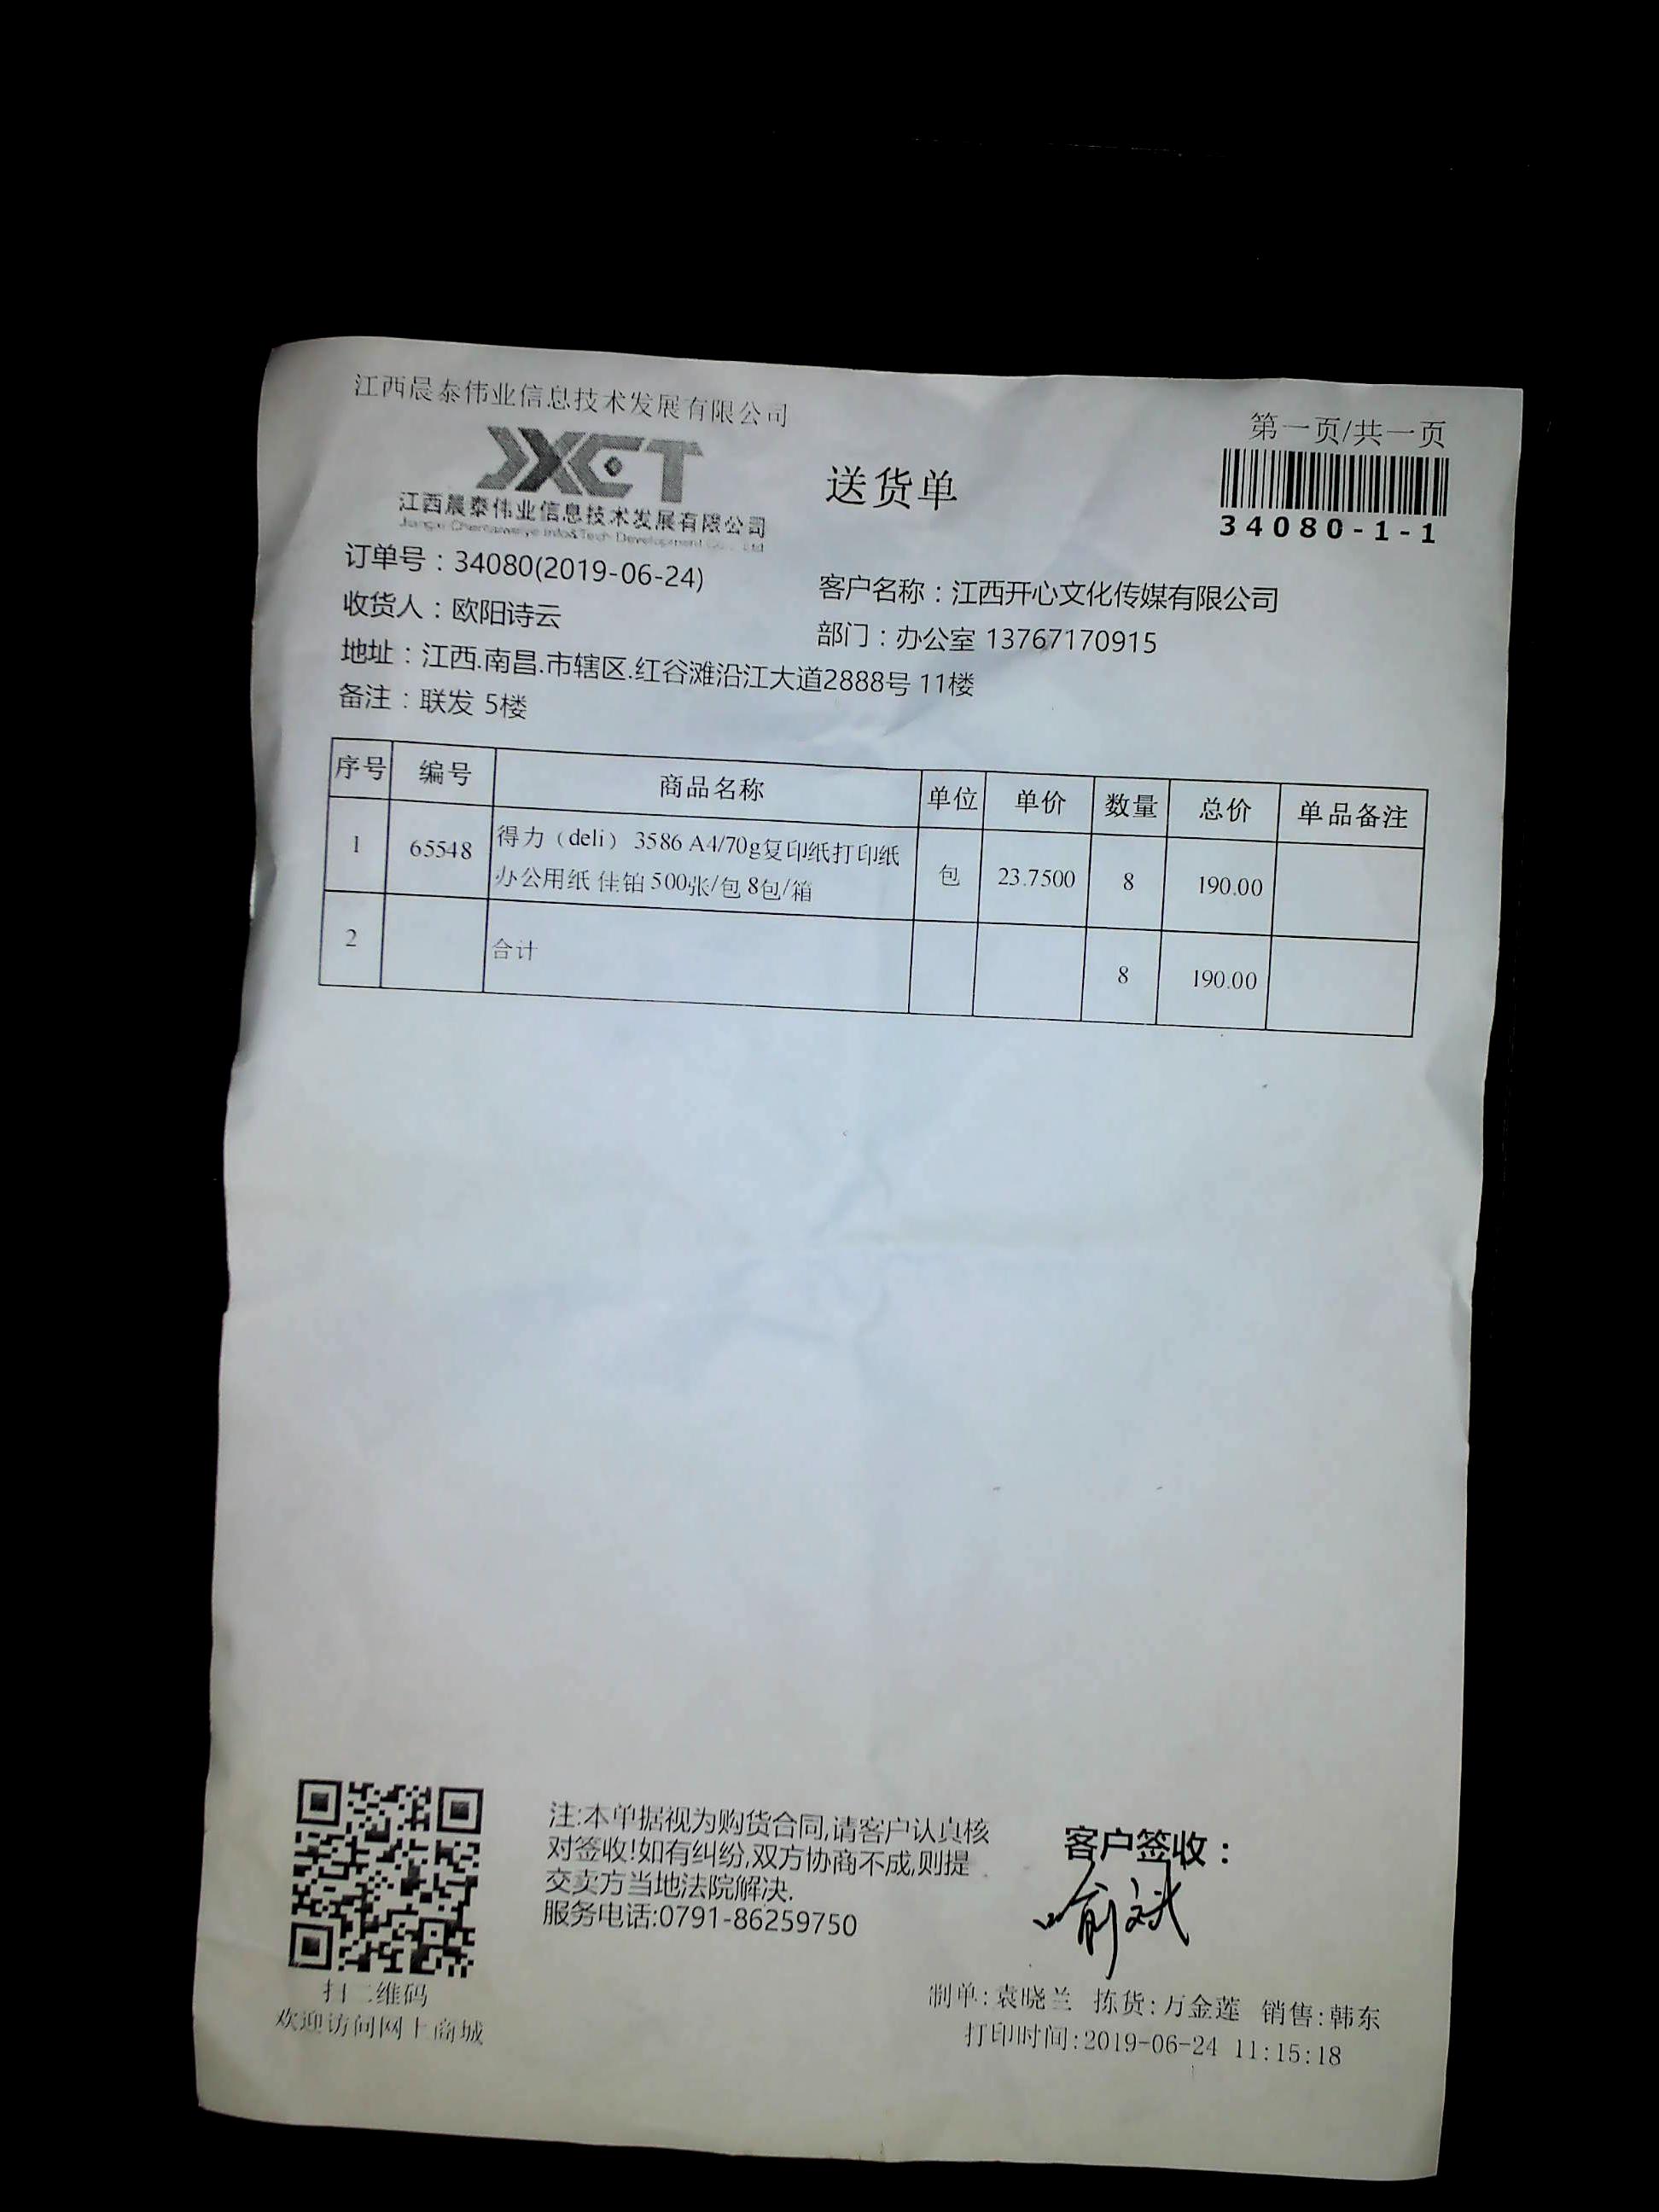 江西晨泰伟业信息技术发展有限公司
第一页/共一页
JXCT
江西晨泰伟业信息技术发展有限公司
Jiangxi Chentaiweiye Info&Tech Development Co., Ltd
送货单
34080-1-1
订单号：34080(2019-06-24)
客户名称：江西开心文化传媒有限公司
收货人：欧阳诗云
部门：办公室 13767170915
地址：江西.南昌.市辖区.红谷滩沿江大道2888号 11楼
备注：联发 5楼
序号 编号 商品名称 单位 单价 数量 总价 单品备注
1 65548 得力（deli） 3586 A4/70g复印纸打印纸 包 23.7500 8 190.00
办公用纸 佳铂 500张/包 8包/箱
2 合计 8 190.00
注:本单据视为购货合同,请客户认真核
对签收!如有纠纷,双方协商不成,则提
交卖方当地法院解决.
服务电话:0791-86259750
客户签收：
喻斌
扫二维码
欢迎访问网上商城
制单:袁晓兰 拣货:万金莲 销售:韩东
打印时间:2019-06-24 11:15:18